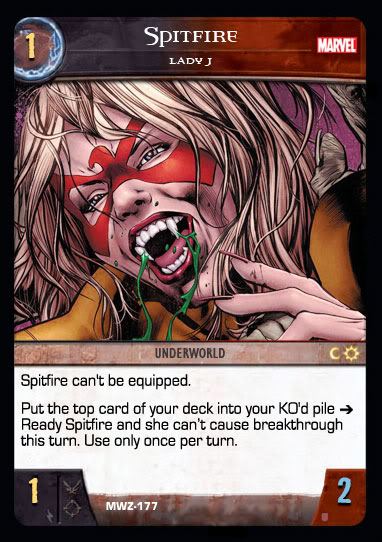 1
SPITFIRE
LADY J
MARVEL
UNDERWORLD
Spitfire can't be equipped.
Put the top card of your deck into your KO'd pile ➔
Ready Spitfire and she can't cause breakthrough
this turn. Use only once per turn.
1
MWZ-177
2